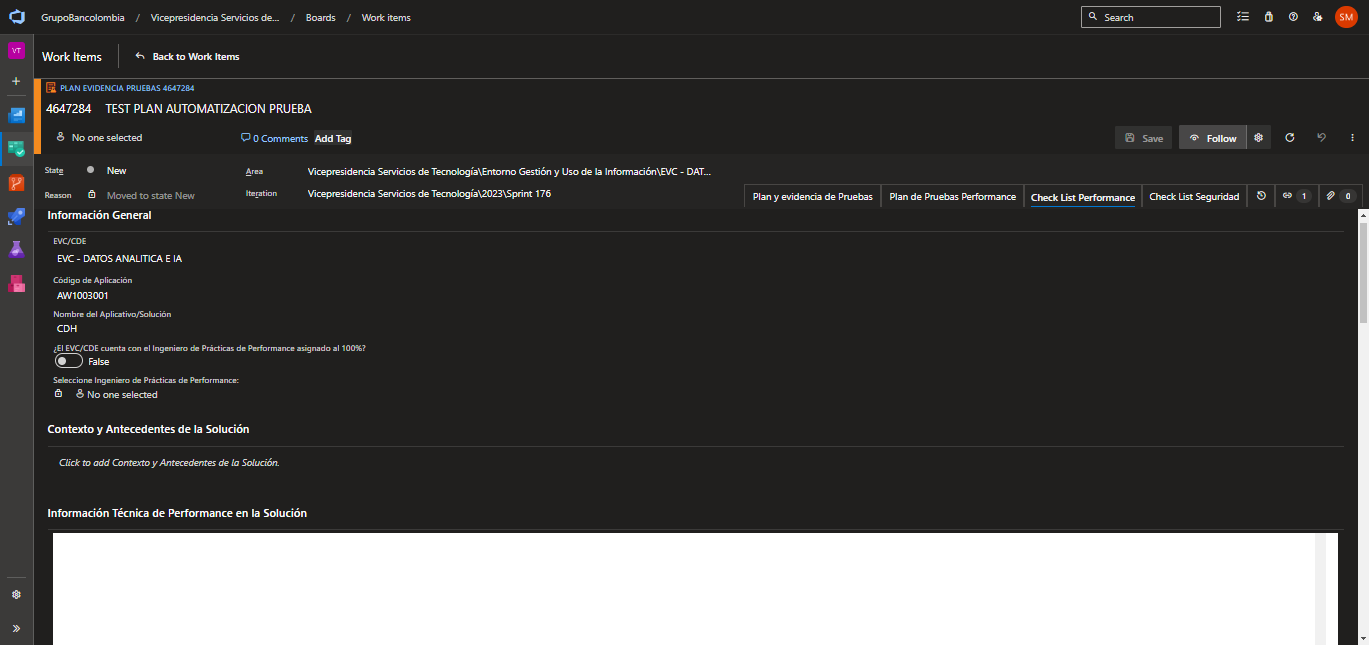 GrupoBancolombia / Vicepresidencia Servicios de... / Boards / Work items
Search
SM
VT
Work Items
Back to Work Items
PLAN EVIDENCIA PRUEBAS 4647284
4647284 TEST PLAN AUTOMATIZACION PRUEBA
No one selected
0 Comments
Add Tag
Save
Follow
State New
Area Vicepresidencia Servicios de Tecnología\Entorno Gestión y Uso de la Información\EVC - DAT...
Reason Moved to state New
Iteration Vicepresidencia Servicios de Tecnología\2023\Sprint 176
Plan y evidencia de Pruebas
Plan de Pruebas Performance
Check List Performance
Check List Seguridad
1
0
Información General
EVC/CDE
EVC - DATOS ANALITICA E IA
Código de Aplicación
AW1003001
Nombre del Aplicativo/Solución
CDH
¿El EVC/CDE cuenta con el Ingeniero de Prácticas de Performance asignado al 100%?
False
Seleccione Ingeniero de Prácticas de Performance:
No one selected
Contexto y Antecedentes de la Solución
Click to add Contexto y Antecedentes de la Solución.
Información Técnica de Performance en la Solución